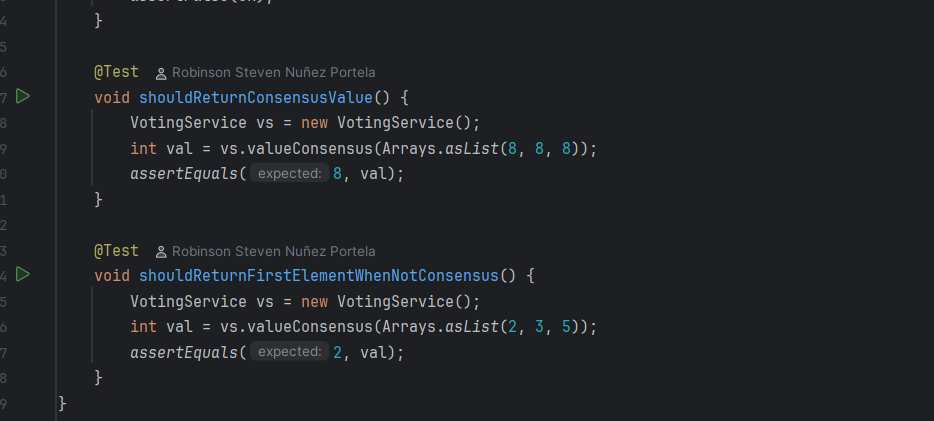 4 }
5
6 @Test Robinson Steven Nuñez Portela
7 void shouldReturnConsensusValue() {
8 VotingService vs = new VotingService();
9 int val = vs.valueConsensus(Arrays.asList(8, 8, 8));
0 assertEquals( expected: 8, val);
1 }
2
3 @Test Robinson Steven Nuñez Portela
4 void shouldReturnFirstElementWhenNotConsensus() {
5 VotingService vs = new VotingService();
6 int val = vs.valueConsensus(Arrays.asList(2, 3, 5));
7 assertEquals( expected: 2, val);
8 }
9 }